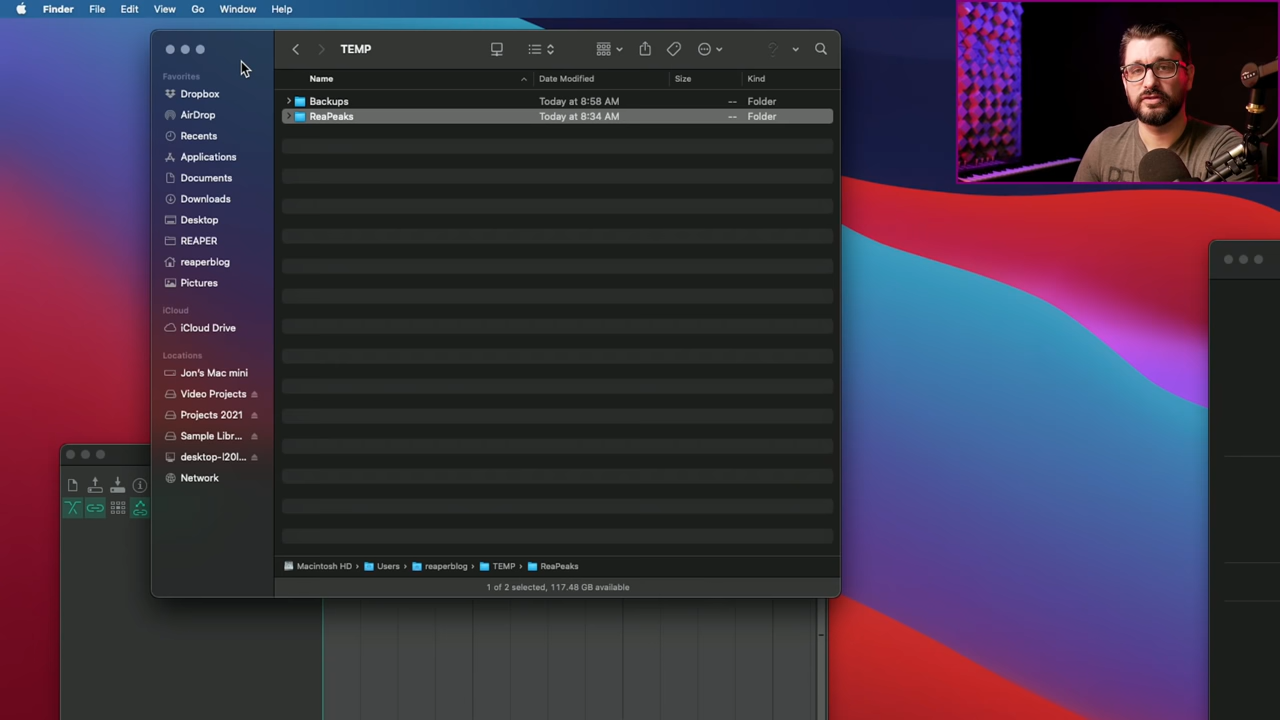 Finder File Edit View Go Window Help
TEMP
Favorites
Dropbox
AirDrop
Recents
Applications
Documents
Downloads
Desktop
REAPER
reaperblog
Pictures
iCloud
iCloud Drive
Locations
Jon's Mac mini
Video Projects
Projects 2021
Sample Libr...
desktop-l20l...
Network
Name Date Modified Size Kind
Backups Today at 8:58 AM -- Folder
ReaPeaks Today at 8:34 AM -- Folder
Macintosh HD › Users › reaperblog › TEMP › ReaPeaks
1 of 2 selected, 117.48 GB available